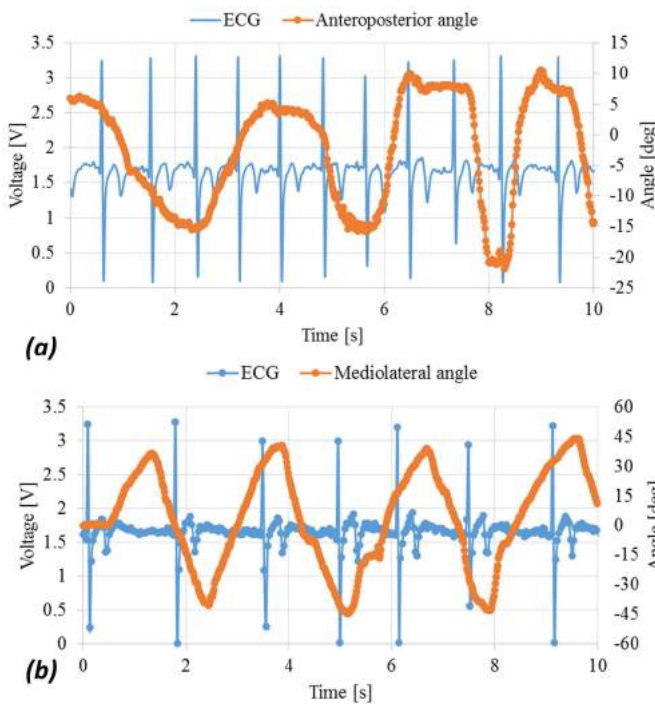 ECG Anteroposterior angle
3.5 15
3 10
2.5 5
2 0
1.5 -5
1 -10
0.5 -15
0 -20
-25
Voltage [V]
Angle [deg]
0 2 4 6 8 10
Time [s]
(a)
ECG Mediolateral angle
3.5 60
3 45
2.5 30
2 15
1.5 0
1 -15
0.5 -30
0 -45
-60
Voltage [V]
Angle [deg]
0 2 4 6 8 10
Time [s]
(b)